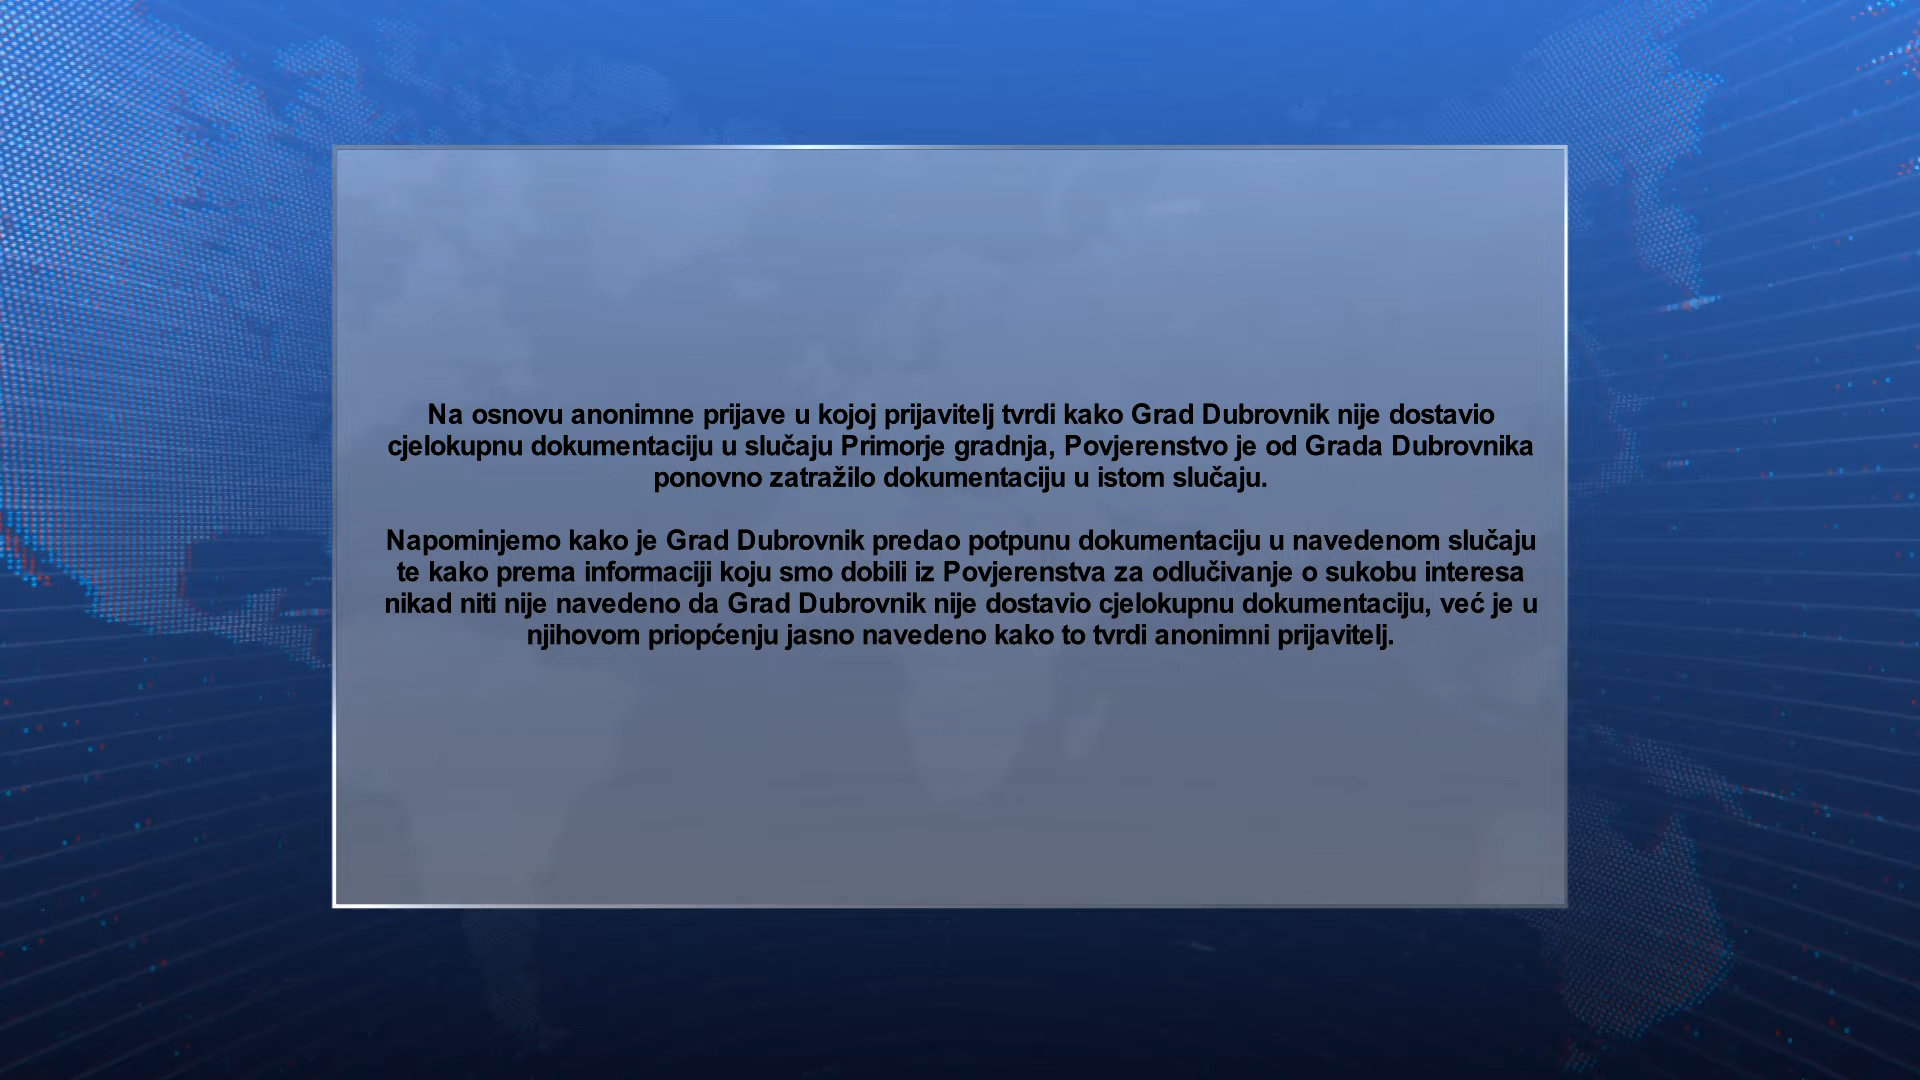 Na osnovu anonimne prijave u kojoj prijavitelj tvrdi kako Grad Dubrovnik nije dostavio
cjelokupnu dokumentaciju u slučaju Primorje gradnja, Povjerenstvo je od Grada Dubrovnika
ponovno zatražilo dokumentaciju u istom slučaju.
Napominjemo kako je Grad Dubrovnik predao potpunu dokumentaciju u navedenom slučaju
te kako prema informaciji koju smo dobili iz Povjerenstva za odlučivanje o sukobu interesa
nikad niti nije navedeno da Grad Dubrovnik nije dostavio cjelokupnu dokumentaciju, već je u
njihovom priopćenju jasno navedeno kako to tvrdi anonimni prijavitelj.